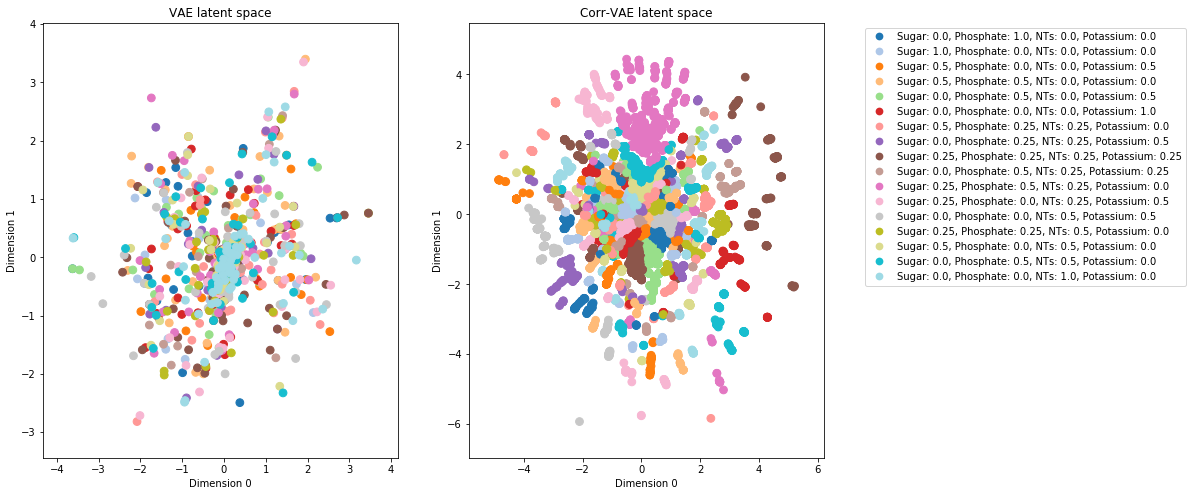 VAE latent space
4
3
2
1
0
−1
−2
−3
Dimension 1
−4
−3
−2
−1
0
1
2
3
4
Dimension 0
Corr-VAE latent space
4
2
0
−2
−4
−6
Dimension 1
−4
−2
0
2
4
6
Dimension 0
Sugar: 0.0, Phosphate: 1.0, NTs: 0.0, Potassium: 0.0
Sugar: 1.0, Phosphate: 0.0, NTs: 0.0, Potassium: 0.0
Sugar: 0.5, Phosphate: 0.0, NTs: 0.0, Potassium: 0.5
Sugar: 0.5, Phosphate: 0.5, NTs: 0.0, Potassium: 0.0
Sugar: 0.0, Phosphate: 0.5, NTs: 0.0, Potassium: 0.5
Sugar: 0.0, Phosphate: 0.0, NTs: 0.0, Potassium: 1.0
Sugar: 0.5, Phosphate: 0.25, NTs: 0.25, Potassium: 0.0
Sugar: 0.0, Phosphate: 0.25, NTs: 0.25, Potassium: 0.5
Sugar: 0.25, Phosphate: 0.25, NTs: 0.25, Potassium: 0.25
Sugar: 0.0, Phosphate: 0.5, NTs: 0.25, Potassium: 0.25
Sugar: 0.25, Phosphate: 0.5, NTs: 0.25, Potassium: 0.0
Sugar: 0.25, Phosphate: 0.0, NTs: 0.25, Potassium: 0.5
Sugar: 0.0, Phosphate: 0.0, NTs: 0.5, Potassium: 0.5
Sugar: 0.25, Phosphate: 0.25, NTs: 0.5, Potassium: 0.0
Sugar: 0.5, Phosphate: 0.0, NTs: 0.5, Potassium: 0.0
Sugar: 0.0, Phosphate: 0.5, NTs: 0.5, Potassium: 0.0
Sugar: 0.0, Phosphate: 0.0, NTs: 1.0, Potassium: 0.0